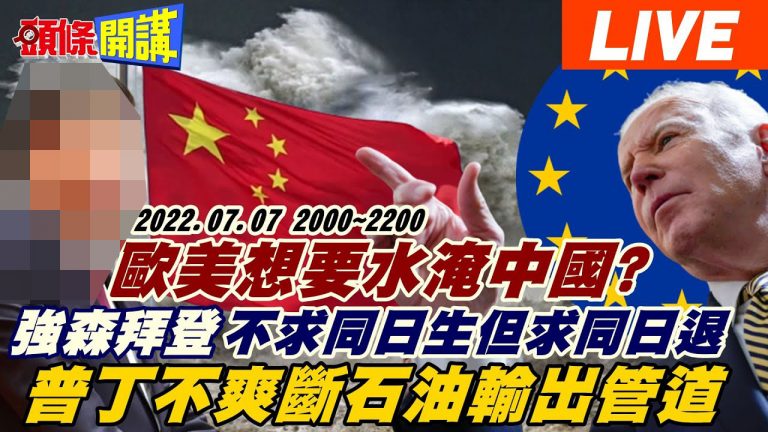 頭條開講
LIVE
2022.07.07 2000~2200
歐美想要水淹中國?
強森拜登 不求同日生但求同日退
普丁不爽斷石油輸出管道